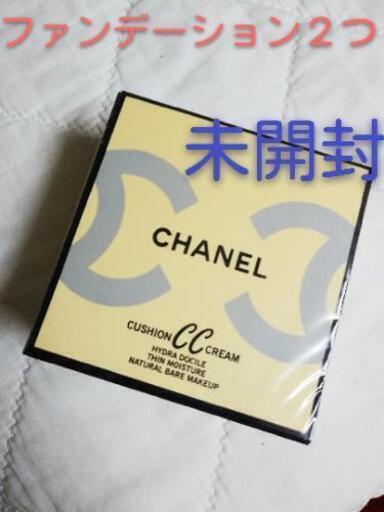 ファンデーション2つ
未開封
CHANEL
CUSHION CC CREAM
HYDRA DOCILE
THIN MOISTURE
NATURAL BARE MAKEUP